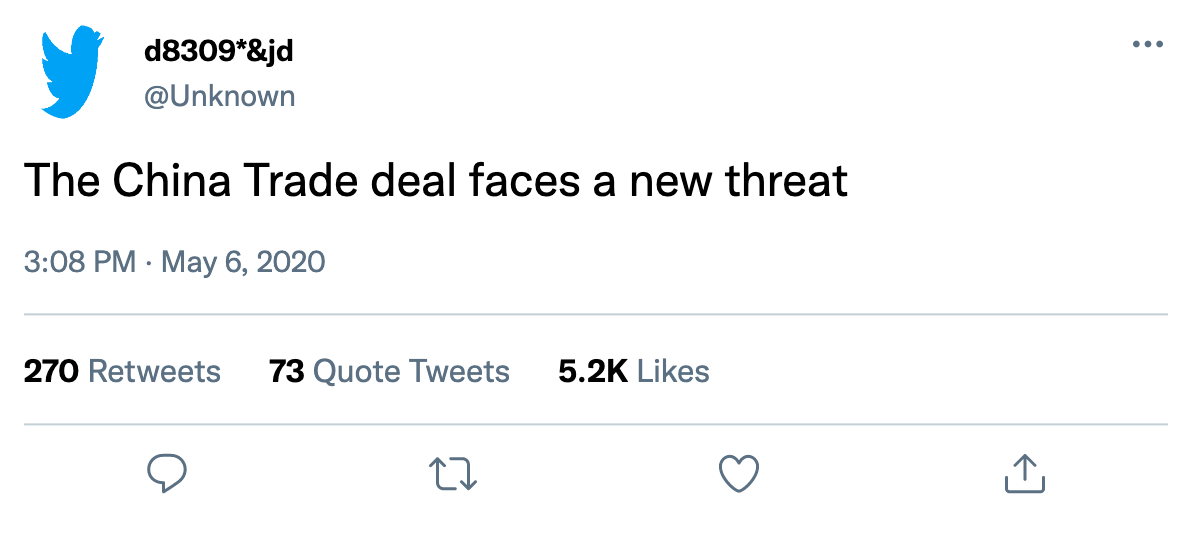 d8309*&jd
@Unknown
The China Trade deal faces a new threat
3:08 PM · May 6, 2020
270 Retweets 73 Quote Tweets 5.2K Likes